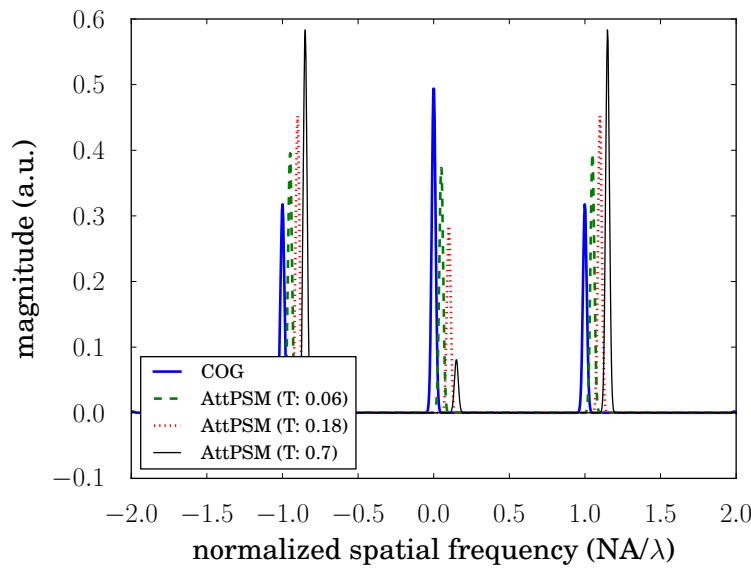 0.6
0.5
0.4
0.3
0.2
0.1
0.0
−0.1
magnitude (a.u.)
COG
AttPSM (T: 0.06)
AttPSM (T: 0.18)
AttPSM (T: 0.7)
−2.0 −1.5 −1.0 −0.5 0.0 0.5 1.0 1.5 2.0
normalized spatial frequency (NA/λ)